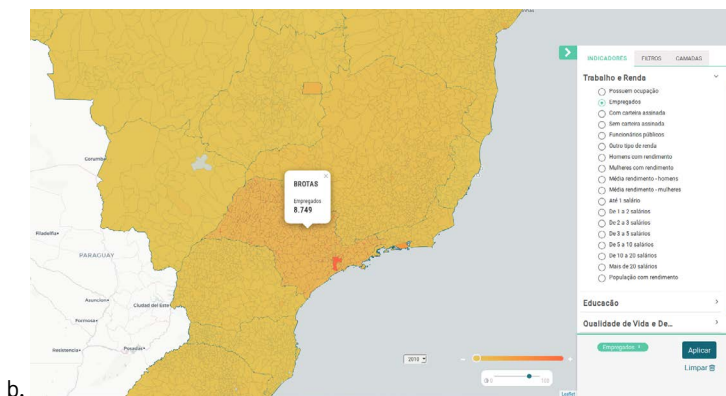 INDICADORES FILTROS CAMADAS
Trabalho e Renda
Possuem ocupação
Empregados
Com carteira assinada
Sem carteira assinada
Funcionários públicos
Outro tipo de renda
Homens com rendimento
Mulheres com rendimento
Média rendimento - homens
Média rendimento - mulheres
Até 1 salário
De 1 a 2 salários
De 2 a 3 salários
De 3 a 5 salários
De 5 a 10 salários
De 10 a 20 salários
Mais de 20 salários
População com rendimento
Educação
Qualidade de Vida e De...
Empregados
Aplicar
Limpar
BROTAS
Empregados
8.749
Corumbá
Filadelfia
PARAGUAY
Asuncion
Ciudad del Este
Formosa
Resistencia
Posadas
2010
- +
0 100
Leaflet
b.